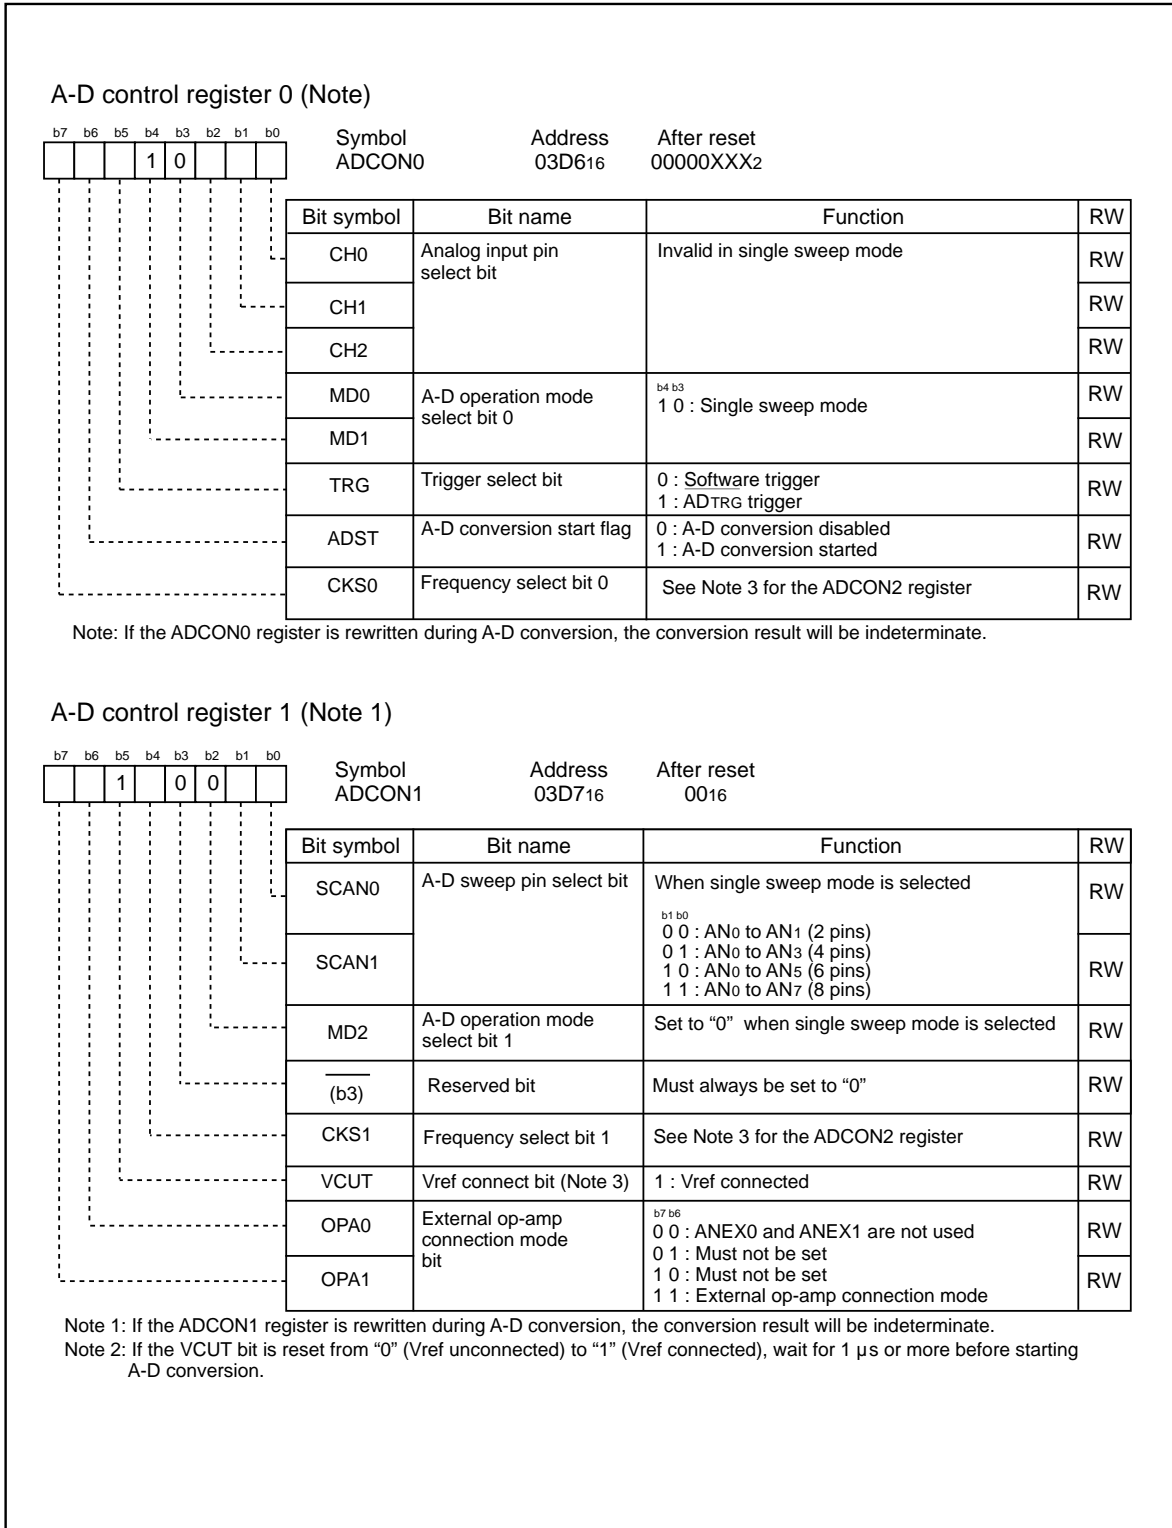 A-D control register 0 (Note)
b7 b6 b5 b4 b3 b2 b1 b0
1 0
Symbol Address After reset
ADCON0 03D616 00000XXX2
Bit symbol Bit name Function RW
CH0 Analog input pin select bit Invalid in single sweep mode RW
CH1 RW
CH2 RW
MD0 A-D operation mode select bit 0 b4 b3
1 0 : Single sweep mode RW
MD1 RW
TRG Trigger select bit 0 : Software trigger
1 : ADTRG trigger RW
ADST A-D conversion start flag 0 : A-D conversion disabled
1 : A-D conversion started RW
CKS0 Frequency select bit 0 See Note 3 for the ADCON2 register RW
Note: If the ADCON0 register is rewritten during A-D conversion, the conversion result will be indeterminate.
A-D control register 1 (Note 1)
b7 b6 b5 b4 b3 b2 b1 b0
1 0 0
Symbol Address After reset
ADCON1 03D716 0016
Bit symbol Bit name Function RW
SCAN0 A-D sweep pin select bit When single sweep mode is selected RW
b1 b0
0 0 : AN0 to AN1 (2 pins)
0 1 : AN0 to AN3 (4 pins)
SCAN1 1 0 : AN0 to AN5 (6 pins) RW
1 1 : AN0 to AN7 (8 pins)
MD2 A-D operation mode select bit 1 Set to “0” when single sweep mode is selected RW
(b3) Reserved bit Must always be set to “0” RW
CKS1 Frequency select bit 1 See Note 3 for the ADCON2 register RW
VCUT Vref connect bit (Note 3) 1 : Vref connected RW
OPA0 External op-amp connection mode bit b7 b6
0 0 : ANEX0 and ANEX1 are not used RW
0 1 : Must not be set
OPA1 1 0 : Must not be set RW
1 1 : External op-amp connection mode
Note 1: If the ADCON1 register is rewritten during A-D conversion, the conversion result will be indeterminate.
Note 2: If the VCUT bit is reset from “0” (Vref unconnected) to “1” (Vref connected), wait for 1 µs or more before starting
A-D conversion.